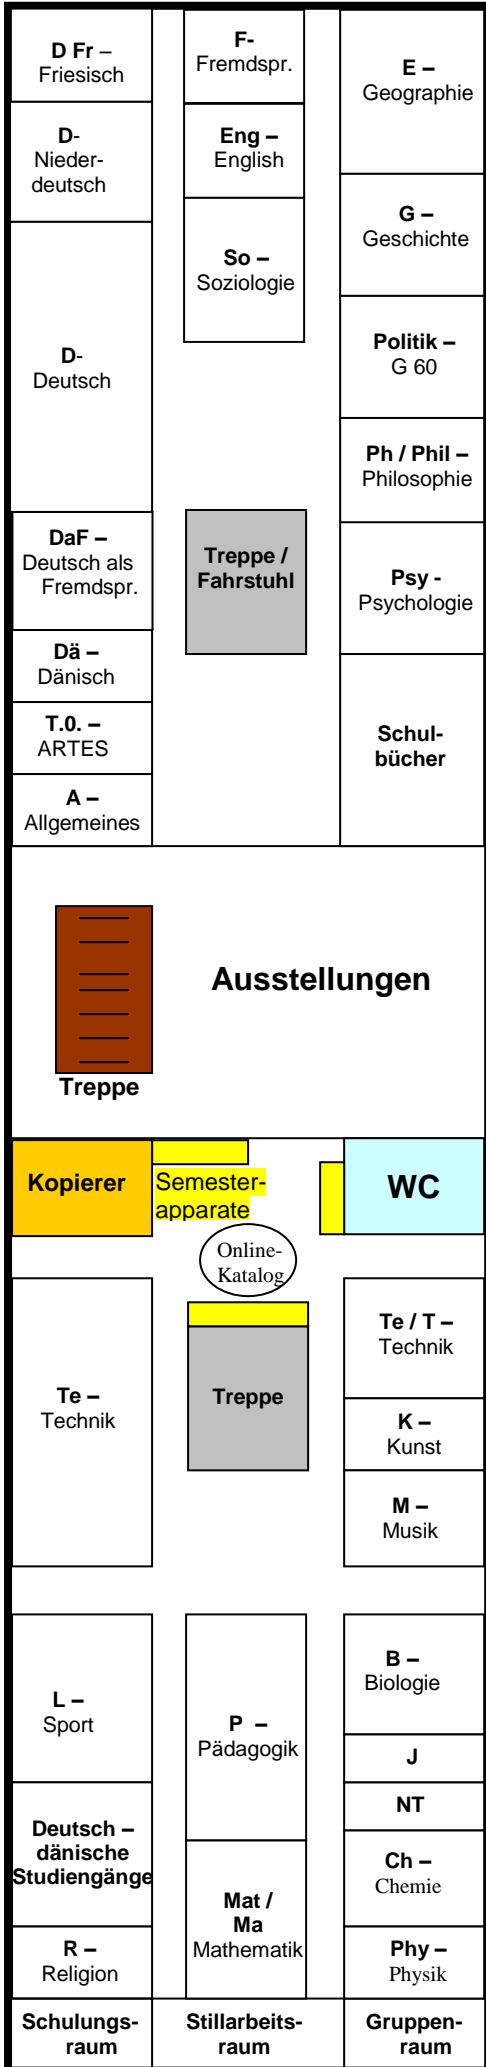 D Fr –
Friesisch
D-
Nieder-
deutsch
D-
Deutsch
DaF –
Deutsch als
Fremdspr.
Dä –
Dänisch
T.0. –
ARTES
A –
Allgemeines
F-
Fremdspr.
Eng –
English
So –
Soziologie
Treppe /
Fahrstuhl
E –
Geographie
G –
Geschichte
Politik –
G 60
Ph / Phil –
Philosophie
Psy -
Psychologie
Schul-
bücher
Ausstellungen
Treppe
Kopierer
Semester-
apparate
WC
Online-
Katalog
Te –
Technik
Treppe
Te / T –
Technik
K –
Kunst
M –
Musik
L –
Sport
Deutsch –
dänische
Studiengänge
R –
Religion
P –
Pädagogik
Mat /
Ma
Mathematik
B –
Biologie
J
NT
Ch –
Chemie
Phy –
Physik
Schulungs-
raum
Stillarbeits-
raum
Gruppen-
raum